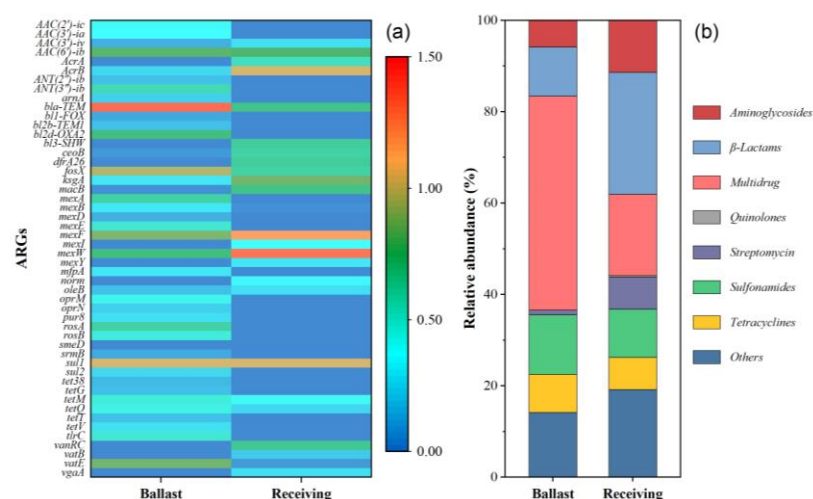 (a)
ARGs
AAC(2')-ic
AAC(3')-ia
AAC(3')-iv
AAC(6')-ib
AcrA
AcrB
ANT(2'')-ib
ANT(3'')-ib
arnA
bla-TEM
bl1-FOX
bl2b-TEM1
bl2d-OXA2
bl3-SHW
ceoB
dfrA26
fosX
ksgA
macB
mexA
mexB
mexD
mexE
mexF
mexI
mexW
mexY
mfpA
norm
oleB
oprM
oprN
pur8
rosA
rosB
smeD
srmB
sul1
sul2
tet38
tetG
tetM
tetQ
tetT
tetV
tlrC
vanRC
vatB
vatE
vgaA
Ballast Receiving
1.50
1.00
0.50
0.00
(b)
Relative abundance (%)
100
80
60
40
20
0
Ballast Receiving
Aminoglycosides
β-Lactams
Multidrug
Quinolones
Streptomycin
Sulfonamides
Tetracyclines
Others